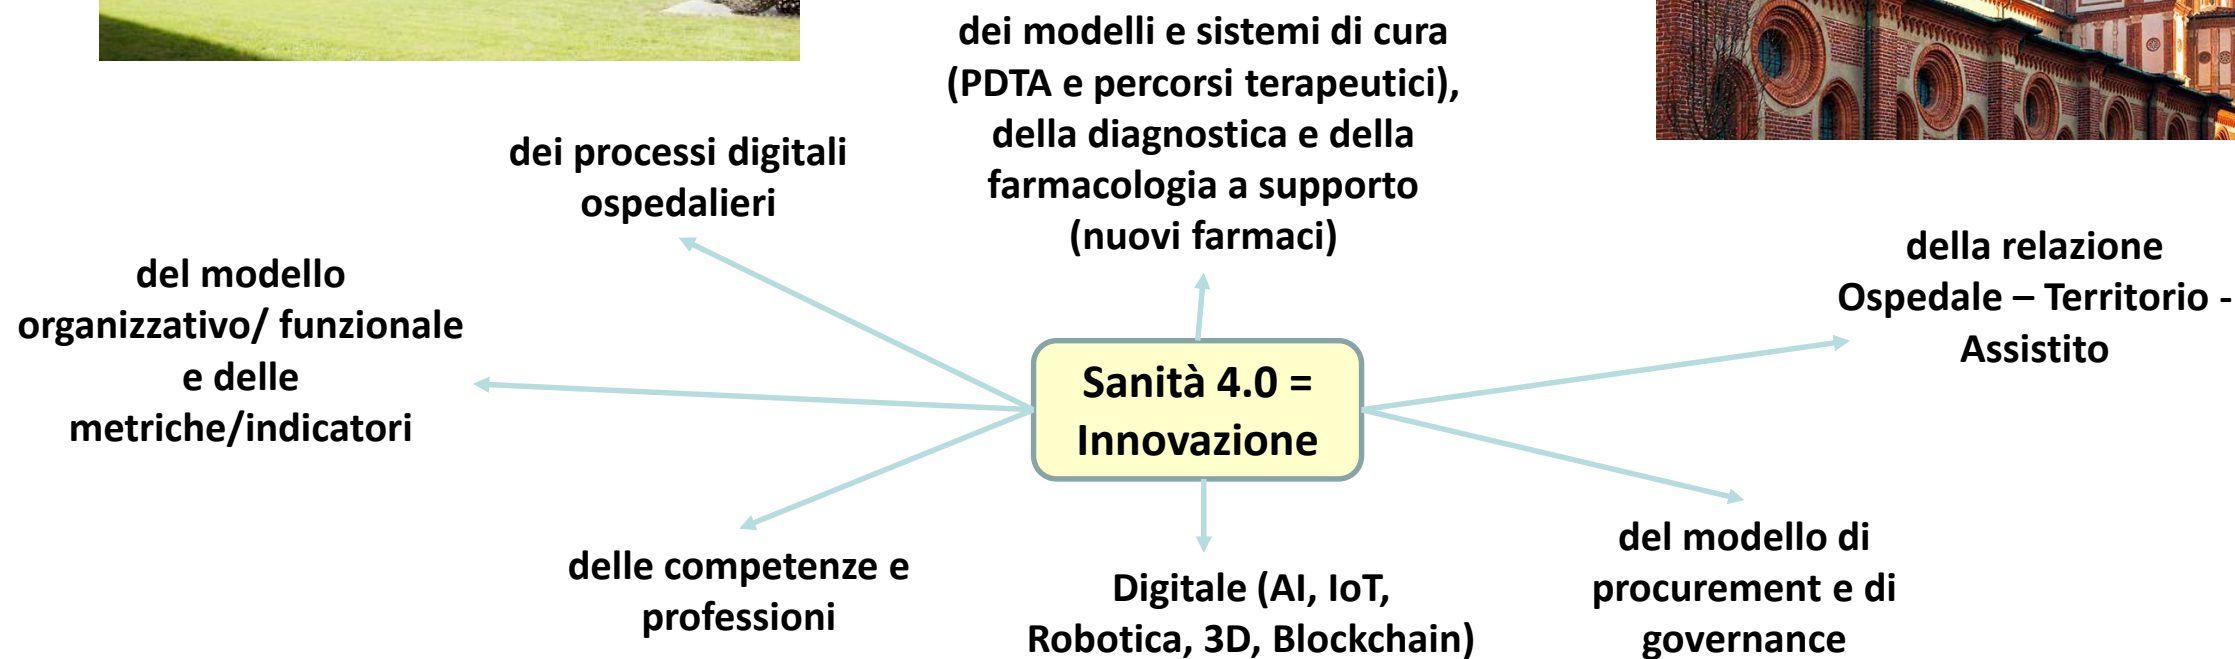 dei modelli e sistemi di cura
(PDTA e percorsi terapeutici),
della diagnostica e della
farmacologia a supporto
(nuovi farmaci)
dei processi digitali
ospedalieri
del modello
organizzativo/ funzionale
e delle
metriche/indicatori
della relazione
Ospedale – Territorio -
Assistito
Sanità 4.0 =
Innovazione
delle competenze e
professioni
Digitale (AI, IoT,
Robotica, 3D, Blockchain)
del modello di
procurement e di
governance